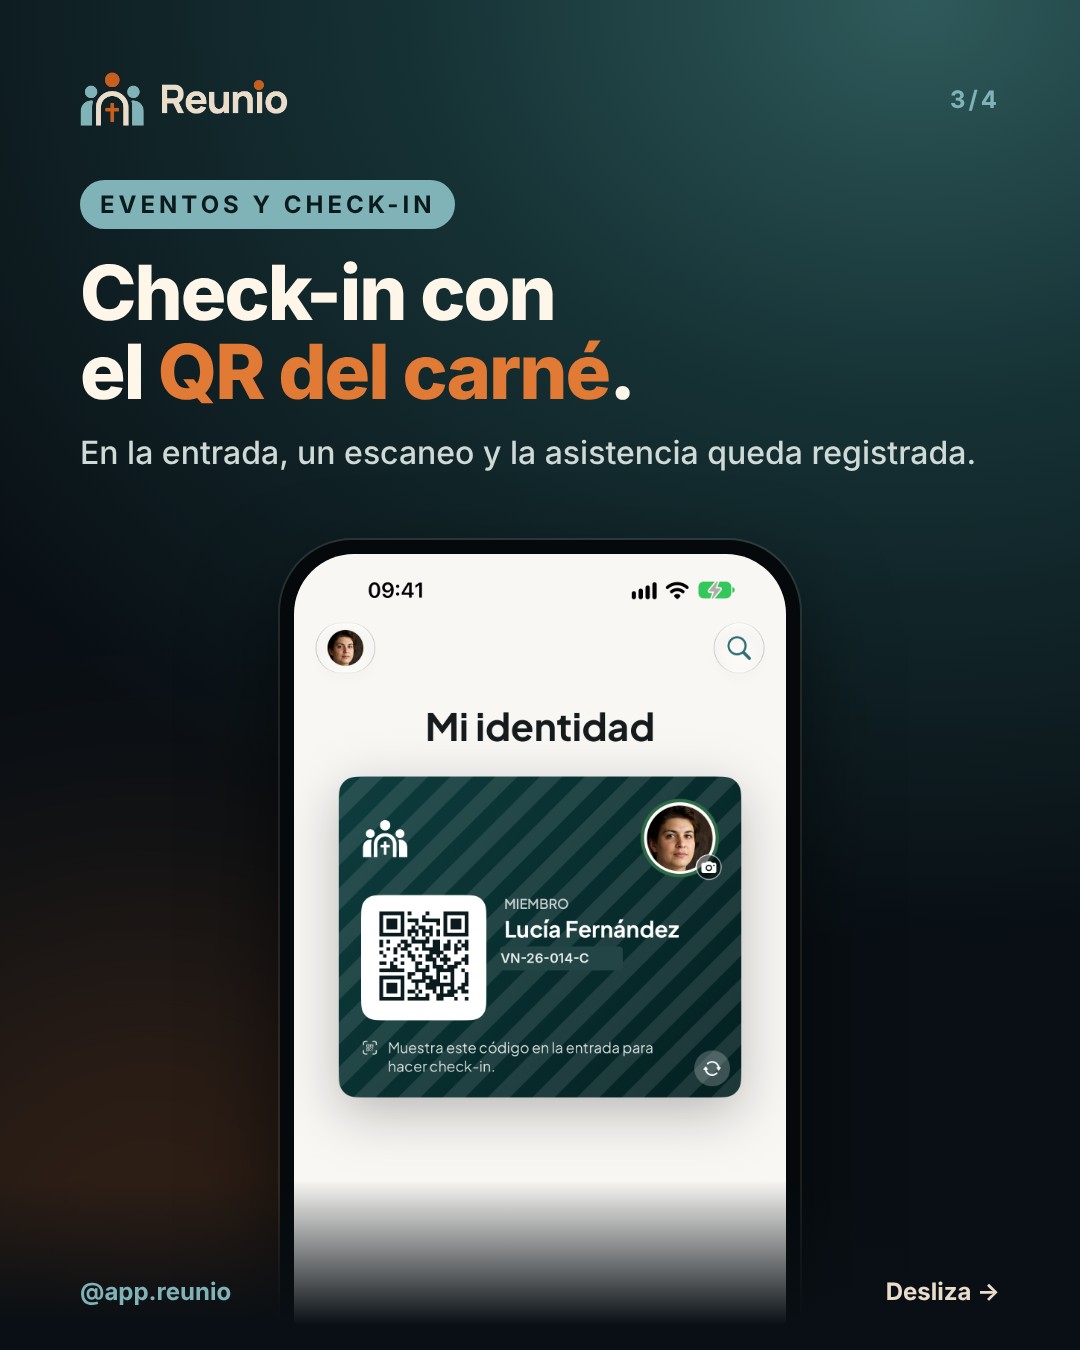 Reunio
3/4
EVENTOS Y CHECK-IN
Check-in con
el QR del carné.
En la entrada, un escaneo y la asistencia queda registrada.
09:41
Mi identidad
MIEMBRO
Lucía Fernández
VN-26-014-C
Muestra este código en la entrada para
hacer check-in.
@app.reunio
Desliza →